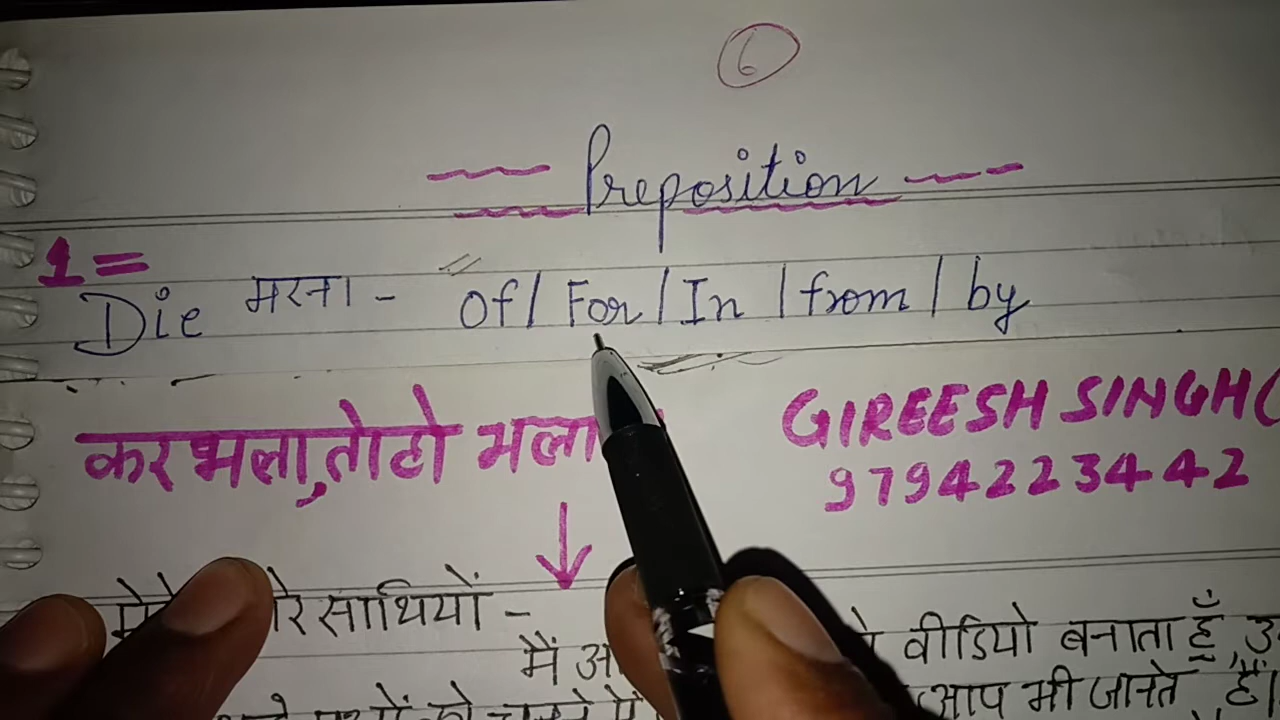 6
Preposition
1=
Die मरना - Of / For / In / from / by
कर भला, तो हो भला
GIREESH SINGH(
9794223442
साथियों -
मैं
वीडियो बनाता हूँ,
आप भी जानते हैं।